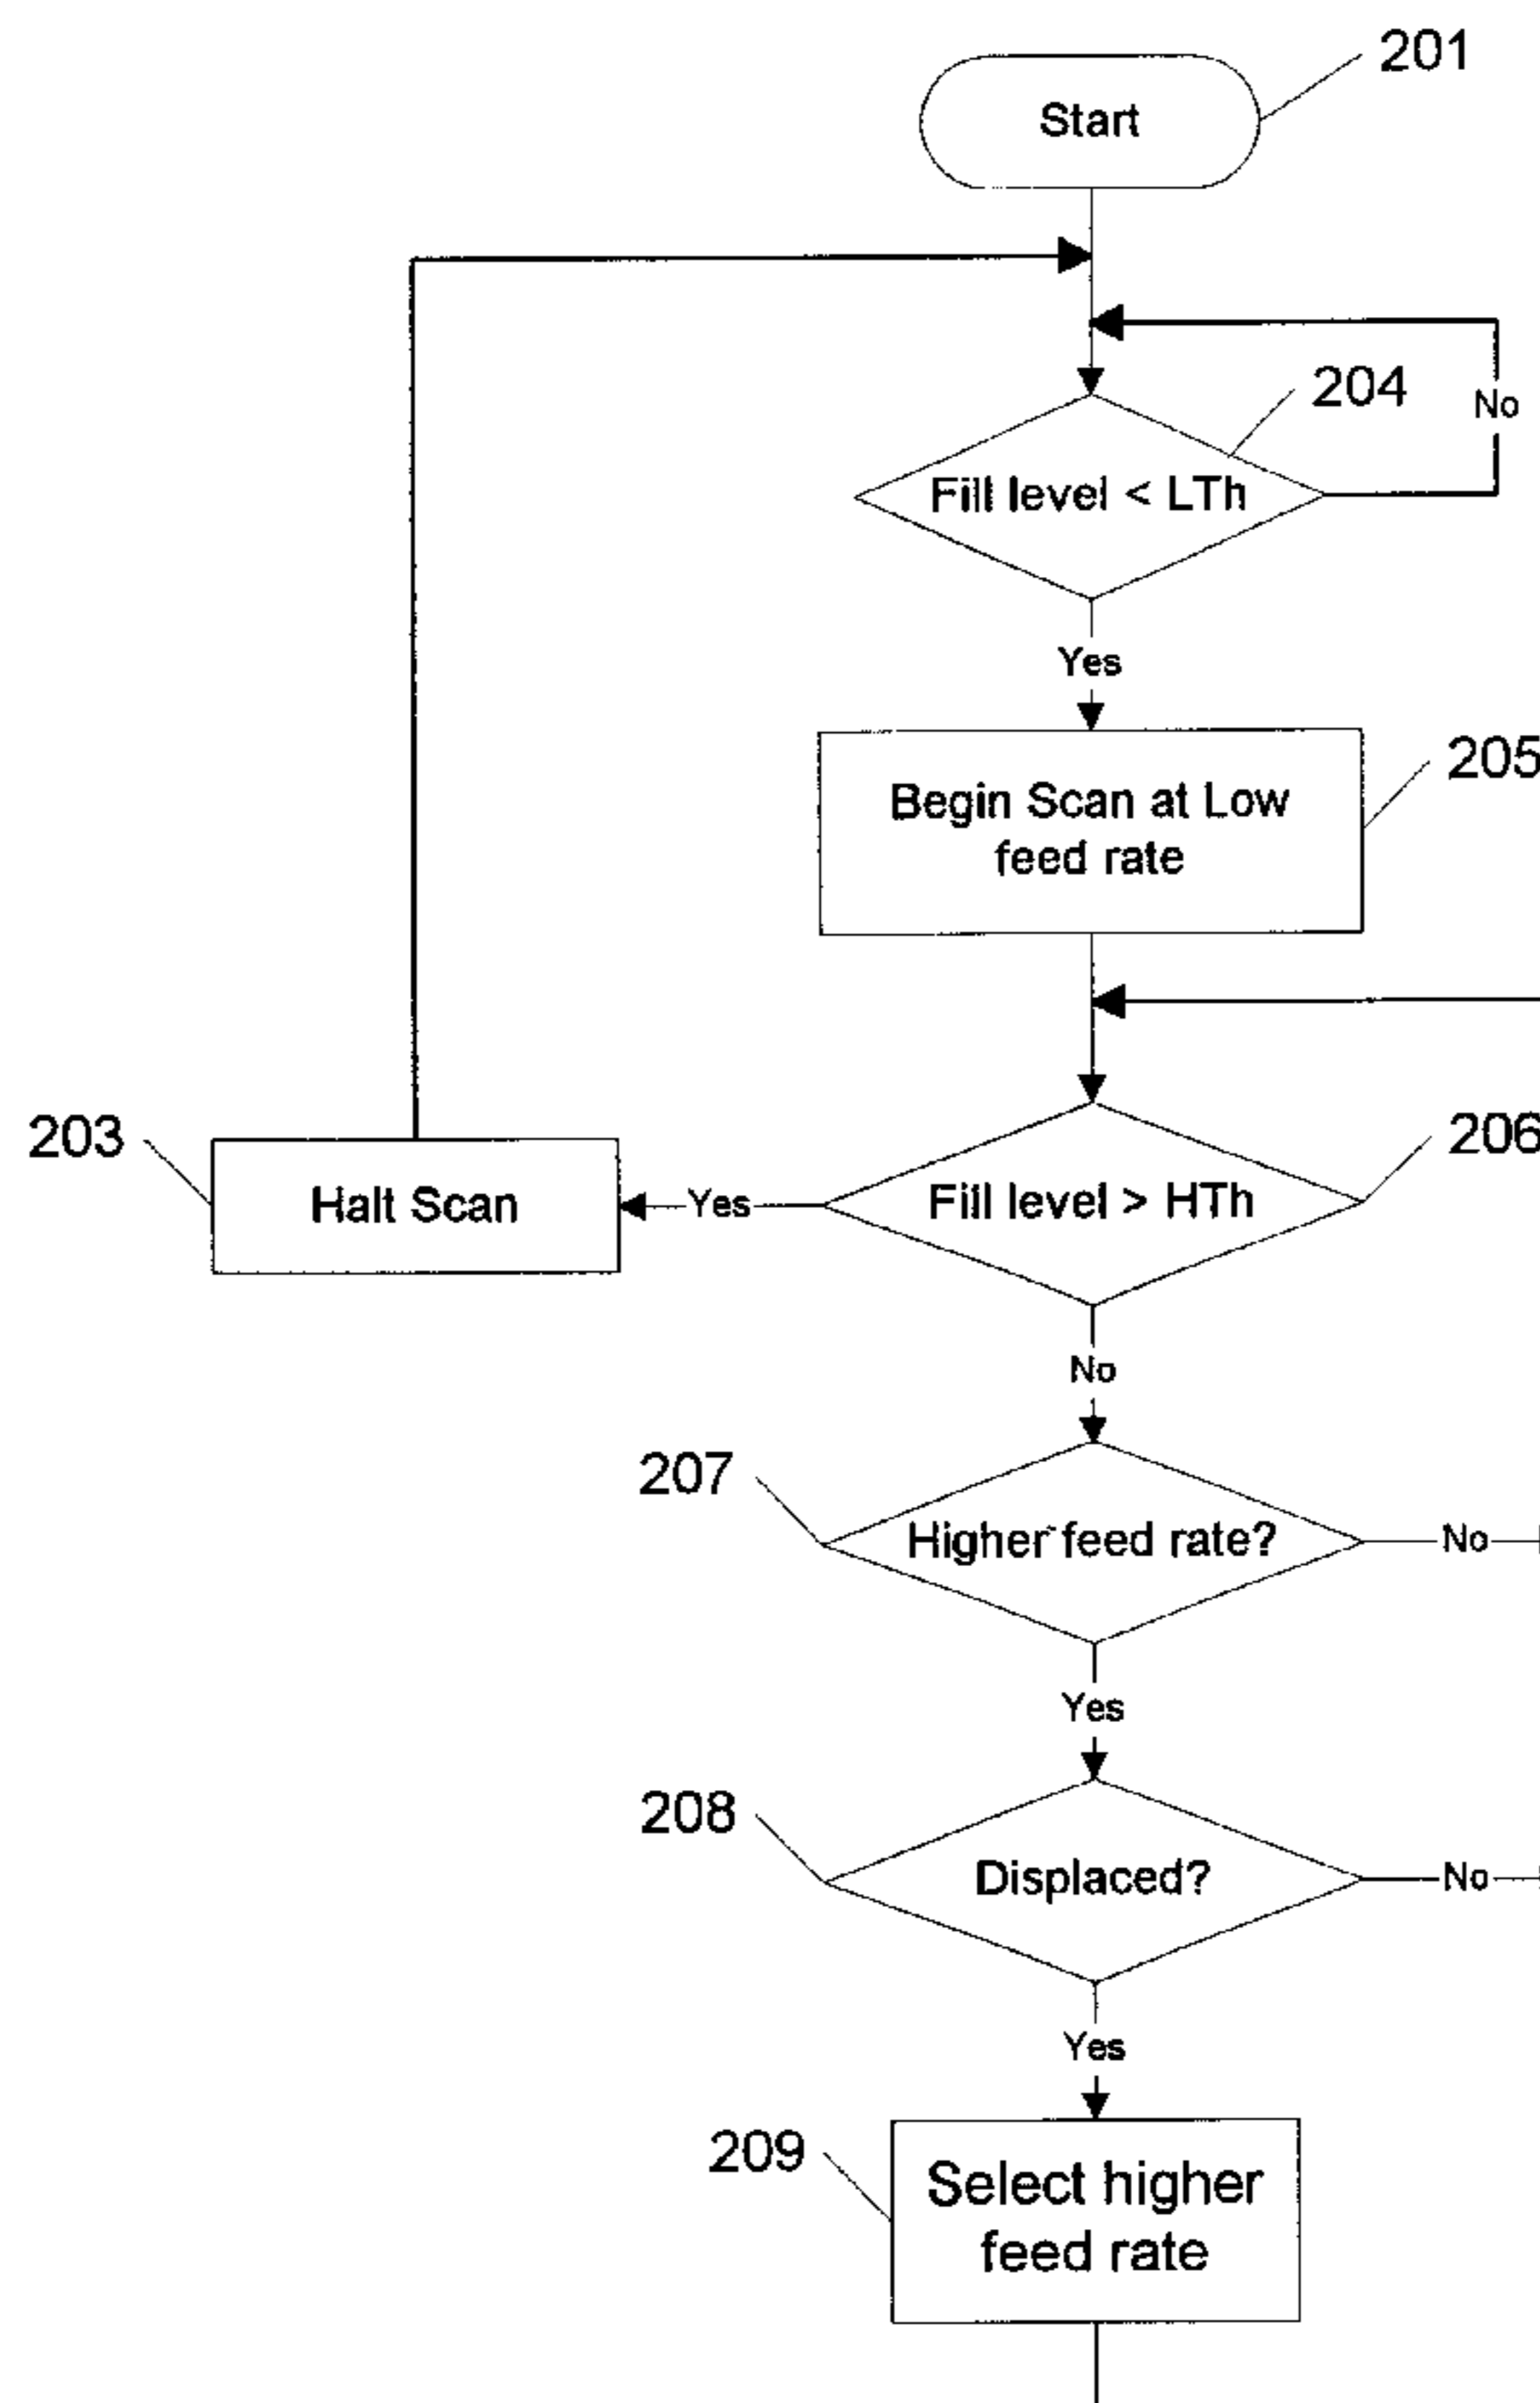 201
Start
204
No
Fill level < LTh
Yes
205
Begin Scan at Low
feed rate
203
206
Halt Scan
Yes
Fill level > HTh
No
207
Higher feed rate?
No
Yes
208
Displaced?
No
Yes
209
Select higher
feed rate